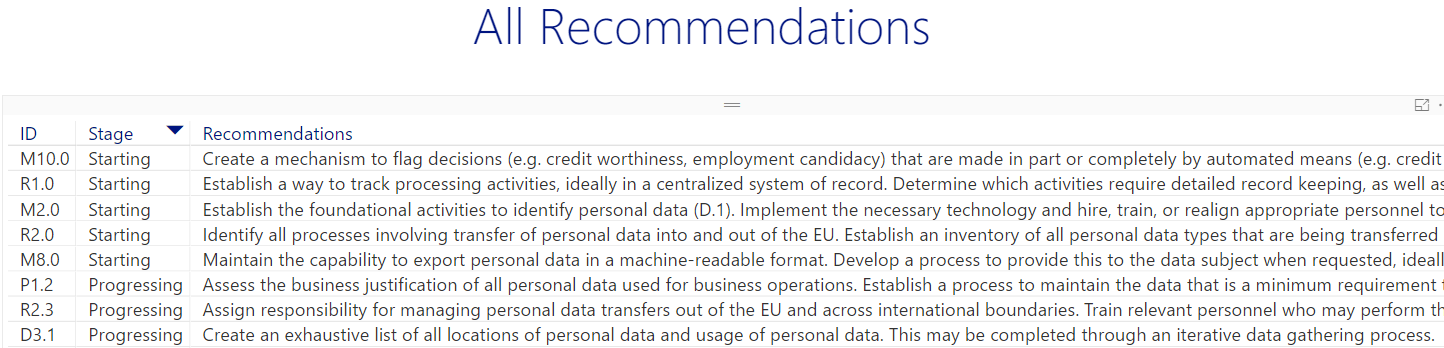 All Recommendations
ID Stage Recommendations
M10.0 Starting Create a mechanism to flag decisions (e.g. credit worthiness, employment candidacy) that are made in part or completely by automated means (e.g. credit
R1.0 Starting Establish a way to track processing activities, ideally in a centralized system of record. Determine which activities require detailed record keeping, as well as
M2.0 Starting Establish the foundational activities to identify personal data (D.1). Implement the necessary technology and hire, train, or realign appropriate personnel to
R2.0 Starting Identify all processes involving transfer of personal data into and out of the EU. Establish an inventory of all personal data types that are being transferred
M8.0 Starting Maintain the capability to export personal data in a machine-readable format. Develop a process to provide this to the data subject when requested, ideall
P1.2 Progressing Assess the business justification of all personal data used for business operations. Establish a process to maintain the data that is a minimum requirement
R2.3 Progressing Assign responsibility for managing personal data transfers out of the EU and across international boundaries. Train relevant personnel who may perform th
D3.1 Progressing Create an exhaustive list of all locations of personal data and usage of personal data. This may be completed through an iterative data gathering process.